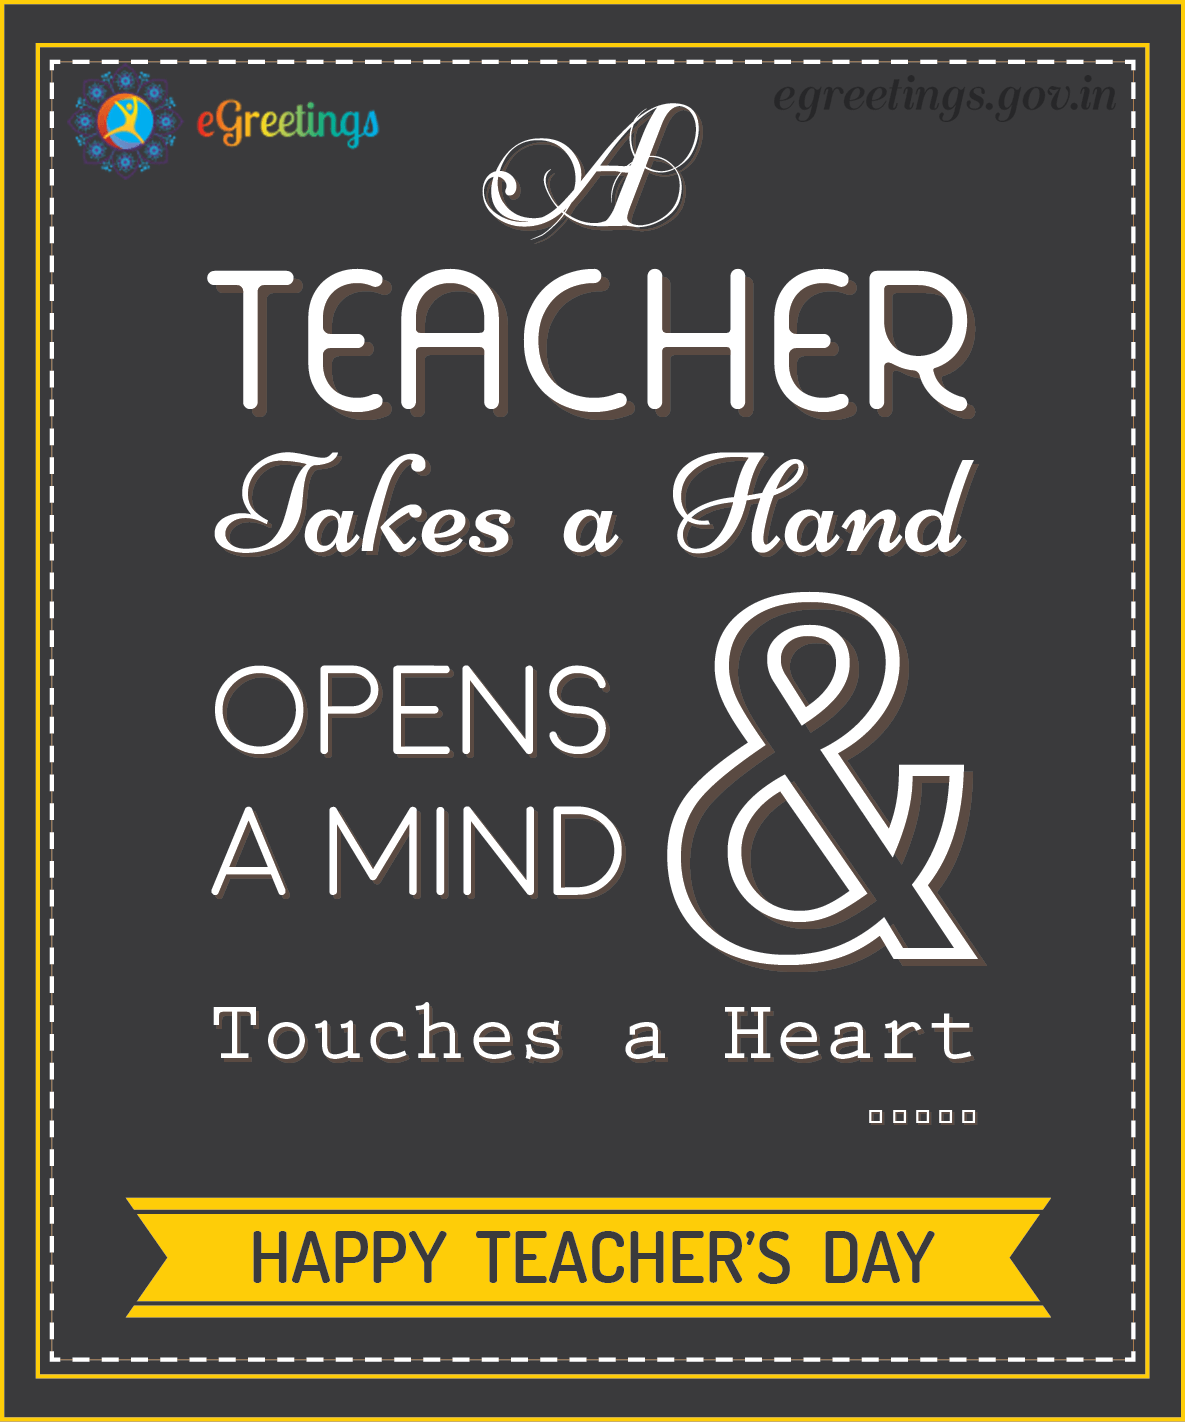 eGreetings
egreetings.gov.in
A
TEACHER
Takes a Hand
OPENS
A MIND
&
Touches a Heart
HAPPY TEACHER'S DAY